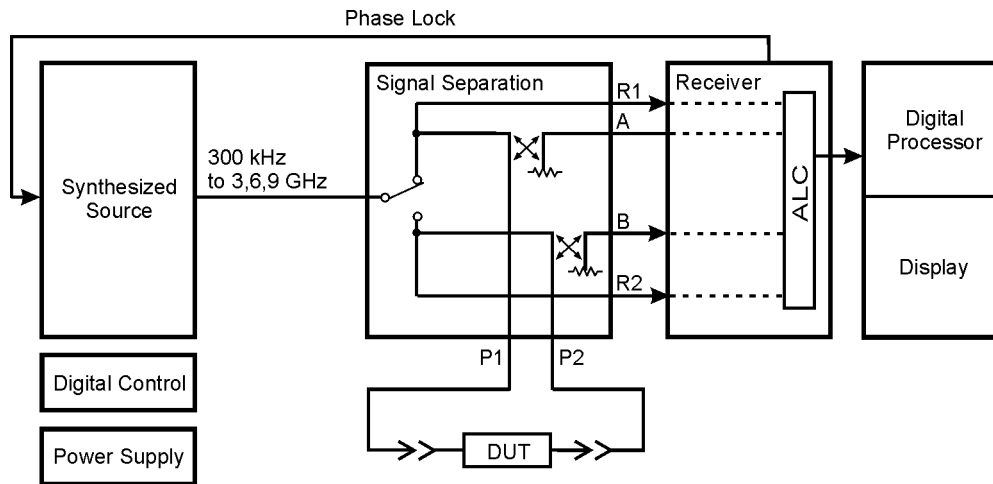 Phase Lock
Synthesized
Source
300 kHz
to 3,6,9 GHz
Signal Separation
R1
A
B
R2
P1
P2
Receiver
ALC
Digital
Processor
Display
Digital Control
Power Supply
DUT